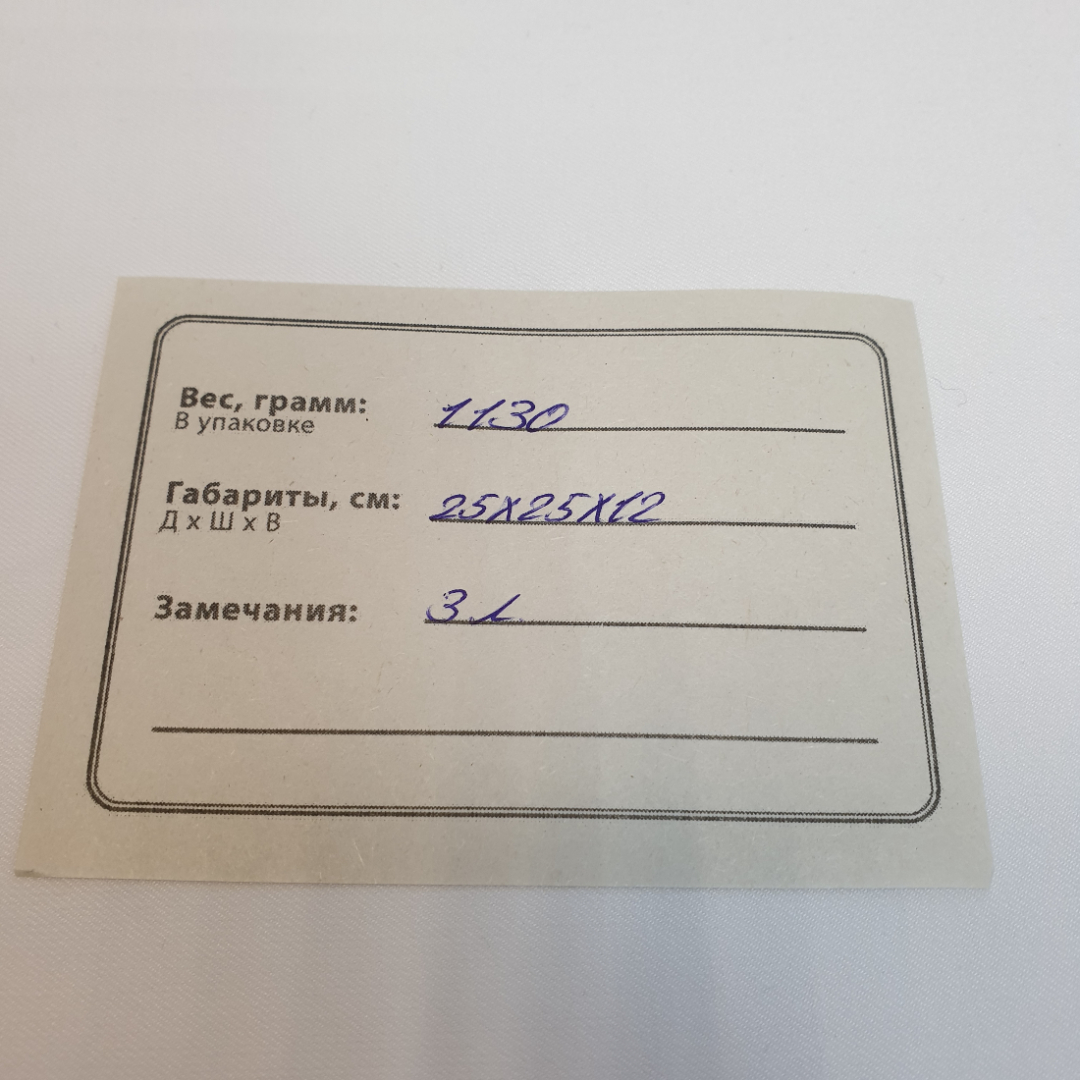 Вес, грамм: 1130
В упаковке
Габариты, см: 25х25х12
Д х Ш х В
Замечания: 3 л